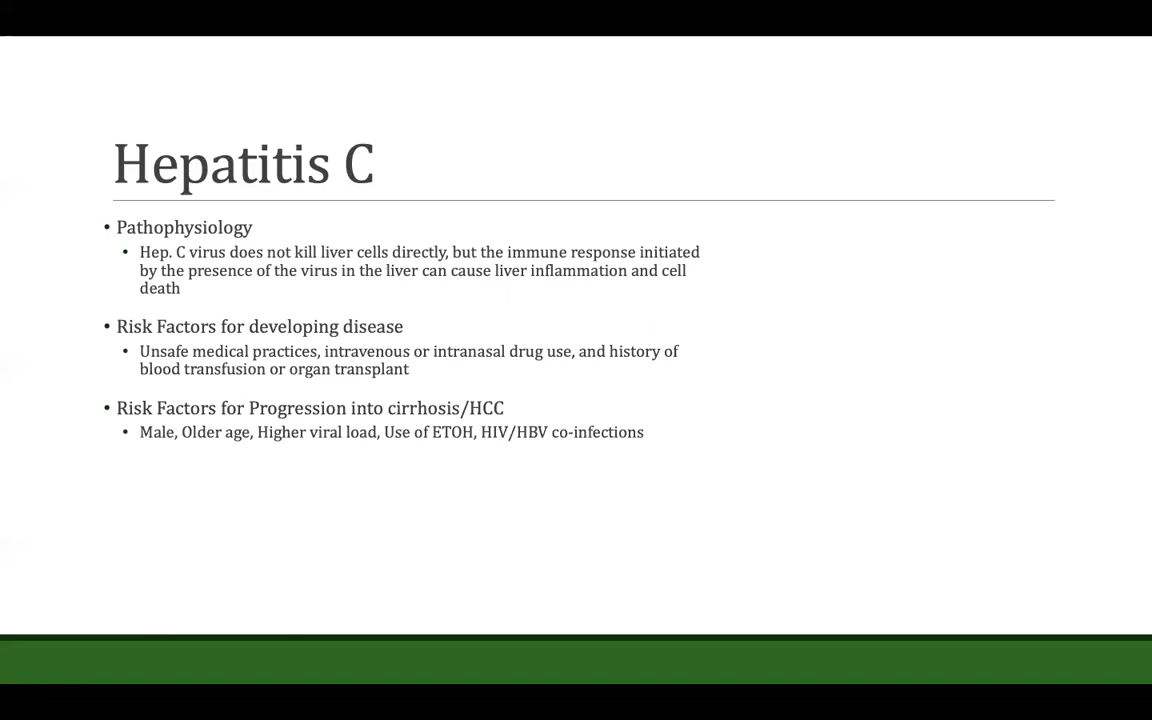 Hepatitis C
• Pathophysiology
• Hep. C virus does not kill liver cells directly, but the immune response initiated
by the presence of the virus in the liver can cause liver inflammation and cell
death
• Risk Factors for developing disease
• Unsafe medical practices, intravenous or intranasal drug use, and history of
blood transfusion or organ transplant
• Risk Factors for Progression into cirrhosis/HCC
• Male, Older age, Higher viral load, Use of ETOH, HIV/HBV co-infections